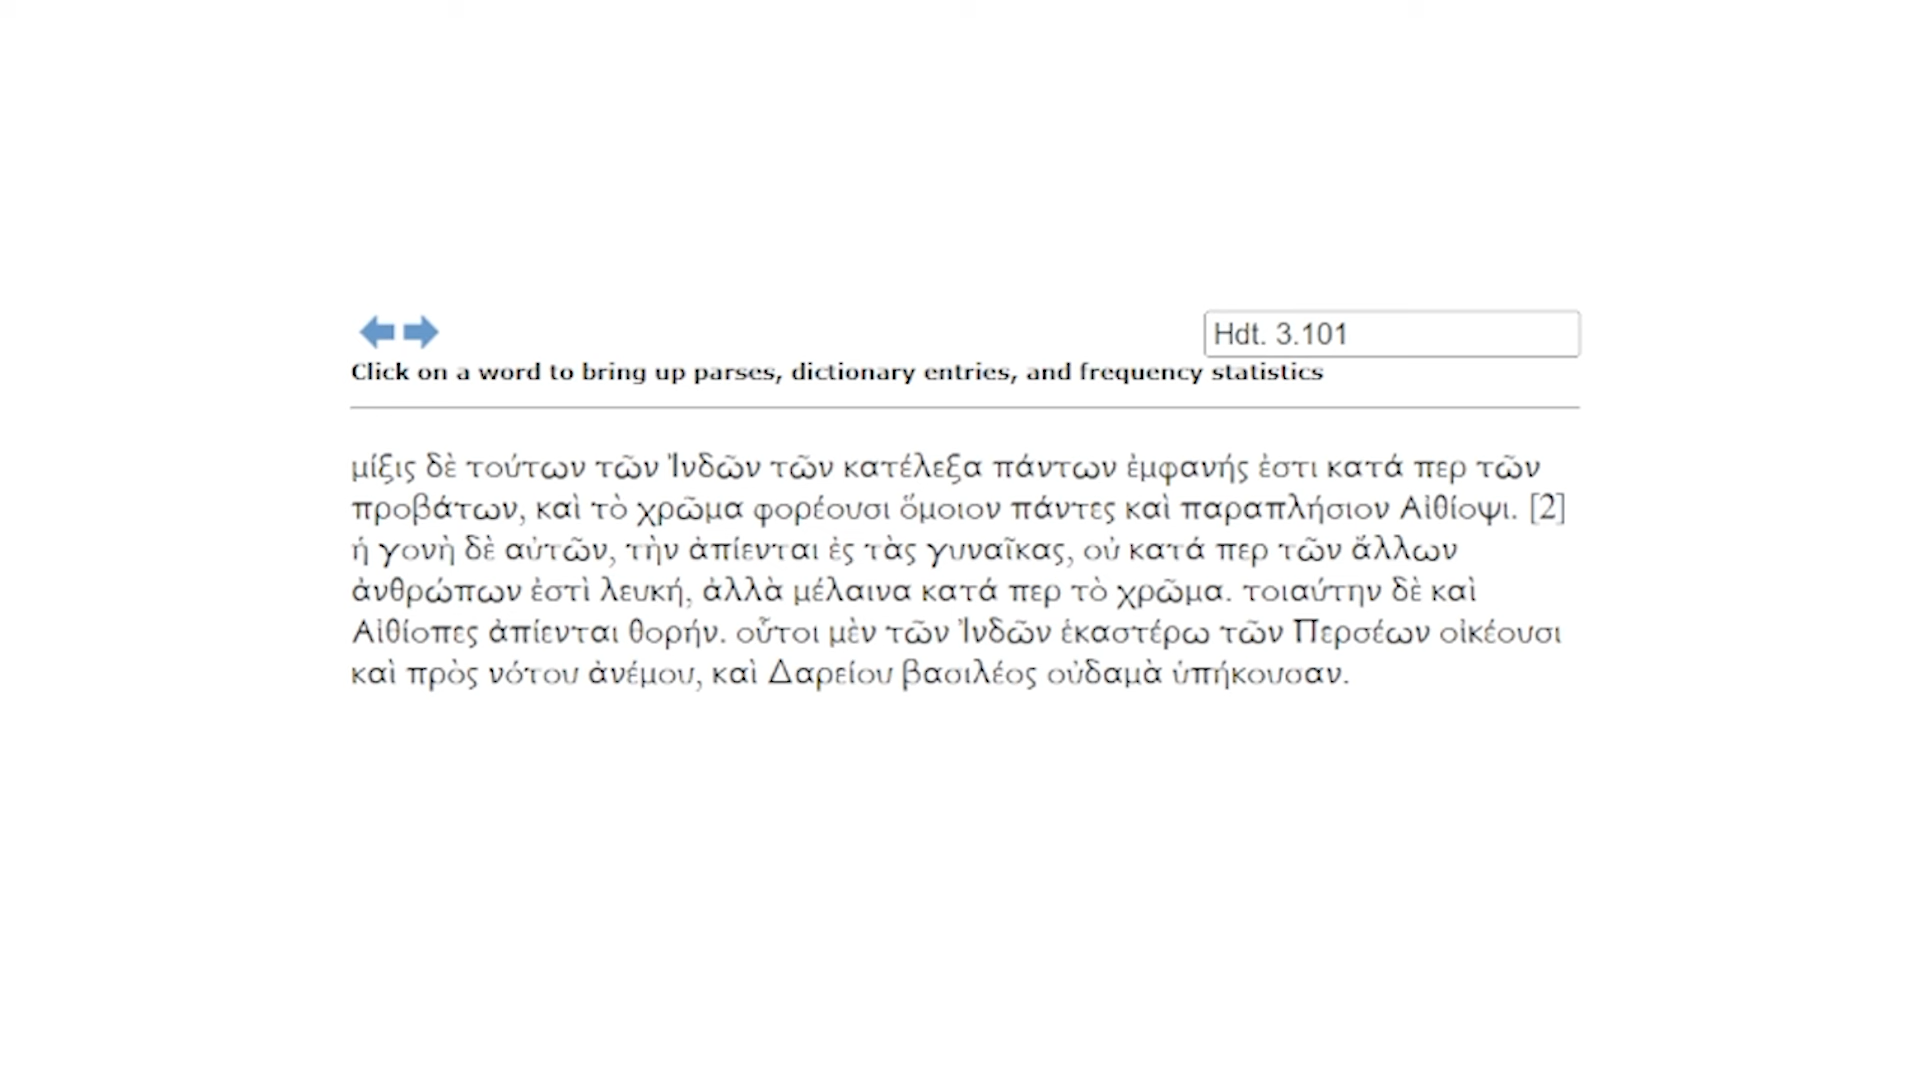 Hdt. 3.101
Click on a word to bring up parses, dictionary entries, and frequency statistics
μίξις δὲ τούτων τῶν Ἰνδῶν τῶν κατέλεξα πάντων ἐμφανής ἐστι κατά περ τῶν
προβάτων, καὶ τὸ χρῶμα φορέουσι ὅμοιον πάντες καὶ παραπλήσιον Αἰθίοψι. [2]
ἡ γονὴ δὲ αὐτῶν, τὴν ἀπίενται ἐς τὰς γυναῖκας, οὐ κατά περ τῶν ἄλλων
ἀνθρώπων ἐστὶ λευκή, ἀλλὰ μέλαινα κατά περ τὸ χρῶμα. τοιαύτην δὲ καὶ
Αἰθίοπες ἀπίενται θορήν. οὗτοι μὲν τῶν Ἰνδῶν ἑκαστέρω τῶν Περσέων οἰκέουσι
καὶ πρὸς νότου ἀνέμου, καὶ Δαρείου βασιλέος οὐδαμὰ ὑπήκουσαν.